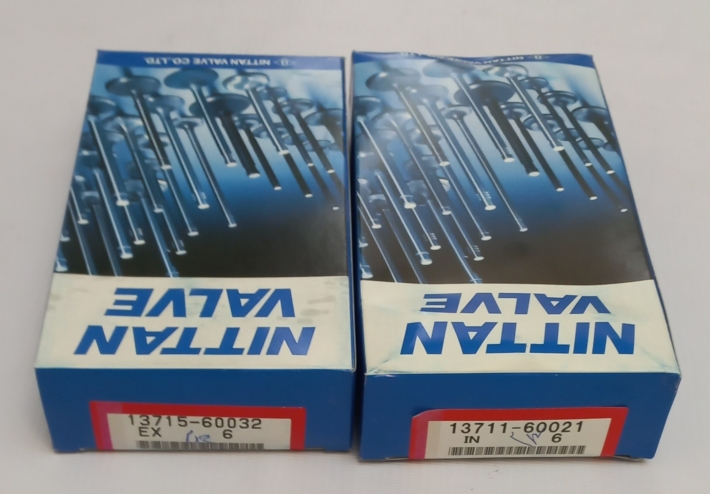 NITTAN VALVE CO.,LTD.
NITTAN
VALVE
13715-60032
EX 6
NITTAN VALVE CO.,LTD.
NITTAN
VALVE
13711-60021
IN 6